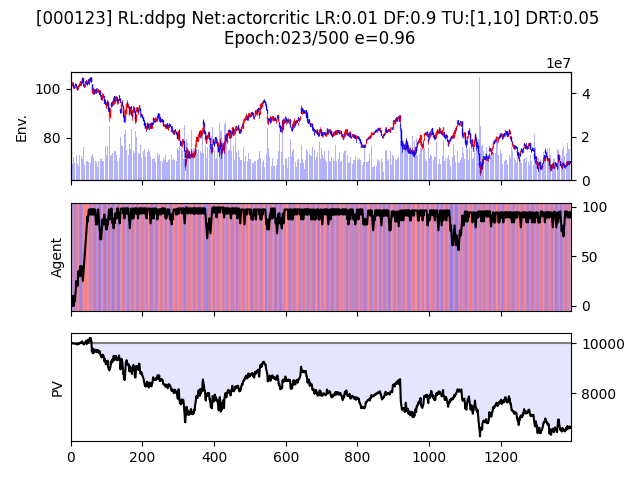 [000123] RL:ddpg Net:actorcritic LR:0.01 DF:0.9 TU:[1,10] DRT:0.05
Epoch:023/500 e=0.96
1e7
Env.
100
80
4
2
0
Agent
100
50
0
PV
10000
8000
0 200 400 600 800 1000 1200